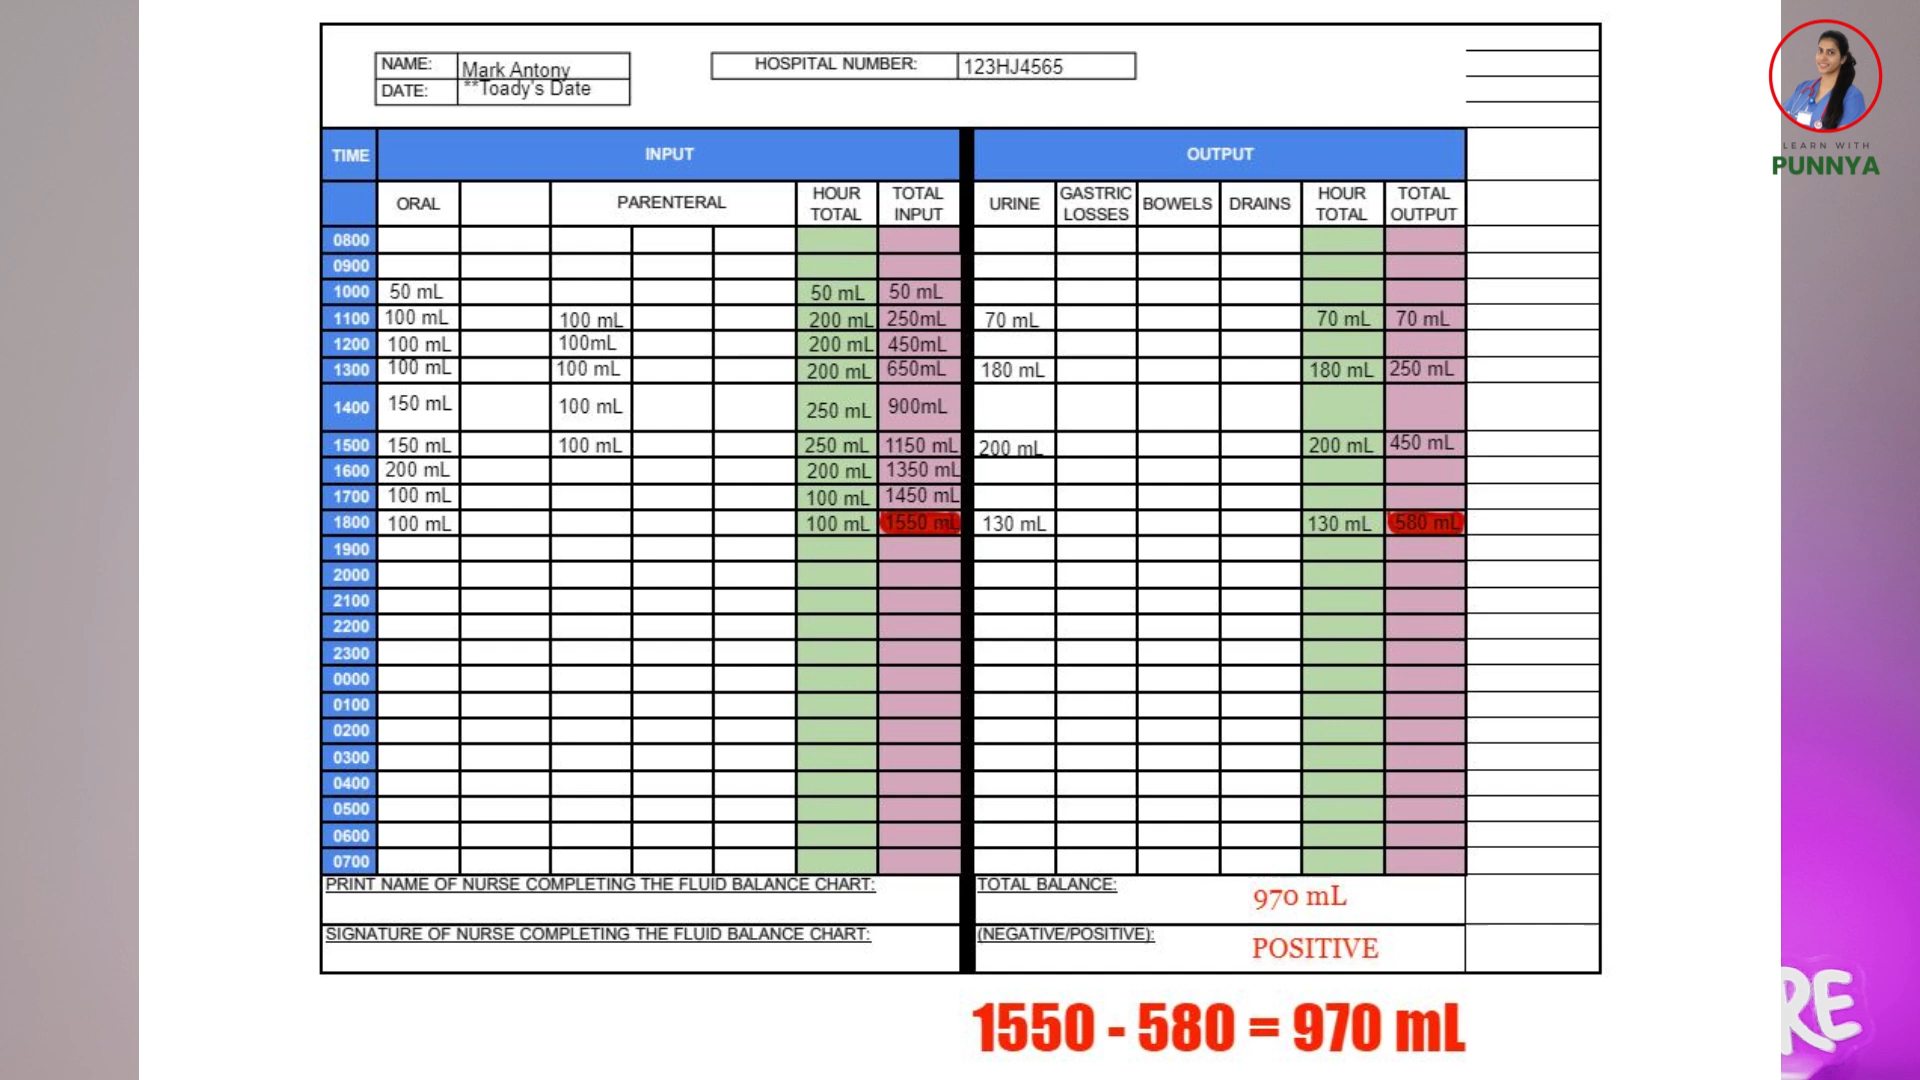 NAME: Mark Antony HOSPITAL NUMBER: 123HJ4565
DATE: **Toady's Date
LEARN WITH
PUNNYA
TIME INPUT OUTPUT
ORAL PARENTERAL HOUR TOTAL TOTAL INPUT URINE GASTRIC LOSSES BOWELS DRAINS HOUR TOTAL TOTAL OUTPUT
0800
0900
1000 50 mL 50 mL 50 mL
1100 100 mL 100 mL 200 mL 250mL 70 mL 70 mL 70 mL
1200 100 mL 100mL 200 mL 450mL
1300 100 mL 100 mL 200 mL 650mL 180 mL 180 mL 250 mL
1400 150 mL 100 mL 250 mL 900mL
1500 150 mL 100 mL 250 mL 1150 mL 200 mL 200 mL 450 mL
1600 200 mL 200 mL 1350 mL
1700 100 mL 100 mL 1450 mL
1800 100 mL 100 mL 1550 mL 130 mL 130 mL 580 mL
1900
2000
2100
2200
2300
0000
0100
0200
0300
0400
0500
0600
0700
PRINT NAME OF NURSE COMPLETING THE FLUID BALANCE CHART: TOTAL BALANCE: 970 mL
SIGNATURE OF NURSE COMPLETING THE FLUID BALANCE CHART: (NEGATIVE/POSITIVE): POSITIVE
1550 - 580 = 970 mL
RE